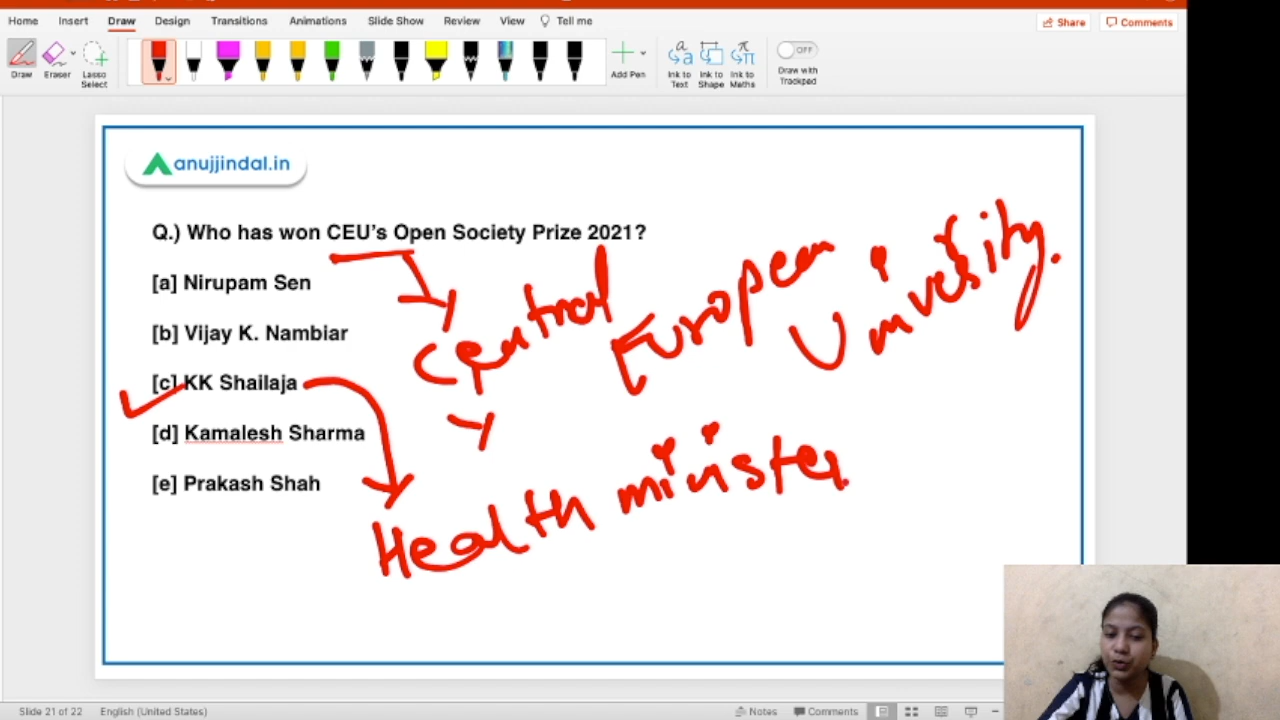 Home Insert Draw Design Transitions Animations Slide Show Review View Tell me Share Comments
Draw Eraser Lasso Select Add Pen Ink to Text Ink to Shape Ink to Maths OFF Draw with Trackpad
anujjindal.in
Q.) Who has won CEU's Open Society Prize 2021?
[a] Nirupam Sen
[b] Vijay K. Nambiar
[c] KK Shailaja
[d] Kamalesh Sharma
[e] Prakash Shah
Central European University.
Health minister
Slide 21 of 22 English (United States) Notes Comments